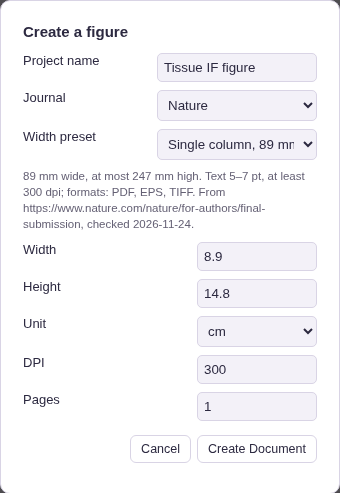 Create a figure
Project name
Tissue IF figure
Journal
Nature
Width preset
Single column, 89 mm
89 mm wide, at most 247 mm high. Text 5–7 pt, at least
300 dpi; formats: PDF, EPS, TIFF. From
https://www.nature.com/nature/for-authors/final-
submission, checked 2026-11-24.
Width
8.9
Height
14.8
Unit
cm
DPI
300
Pages
1
Cancel
Create Document